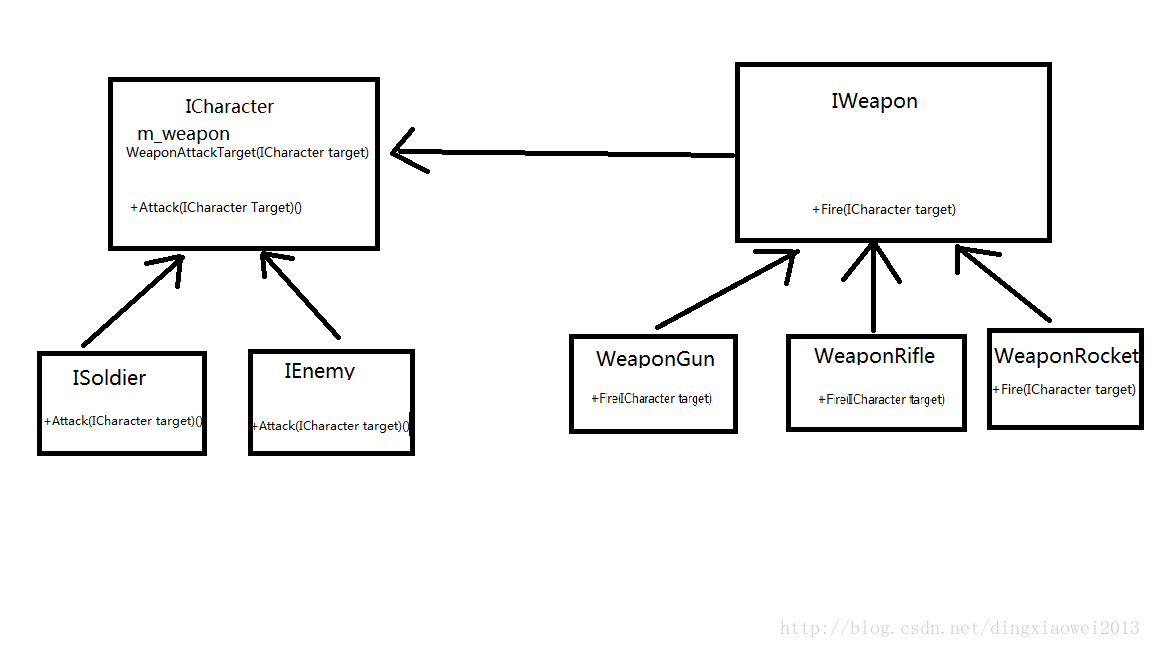 ICharacter
m_weapon
WeaponAttackTarget(ICharacter target)
+Attack(ICharacter Target)()
IWeapon
+Fire(ICharacter target)
ISoldier
+Attack(ICharacter target)()
IEnemy
+Attack(ICharacter target)()
WeaponGun
+Fire(ICharacter target)
WeaponRifle
+Fire(ICharacter target)
WeaponRocket
+Fire(ICharacter target)
http://blog.csdn.net/dingxiaowei2013